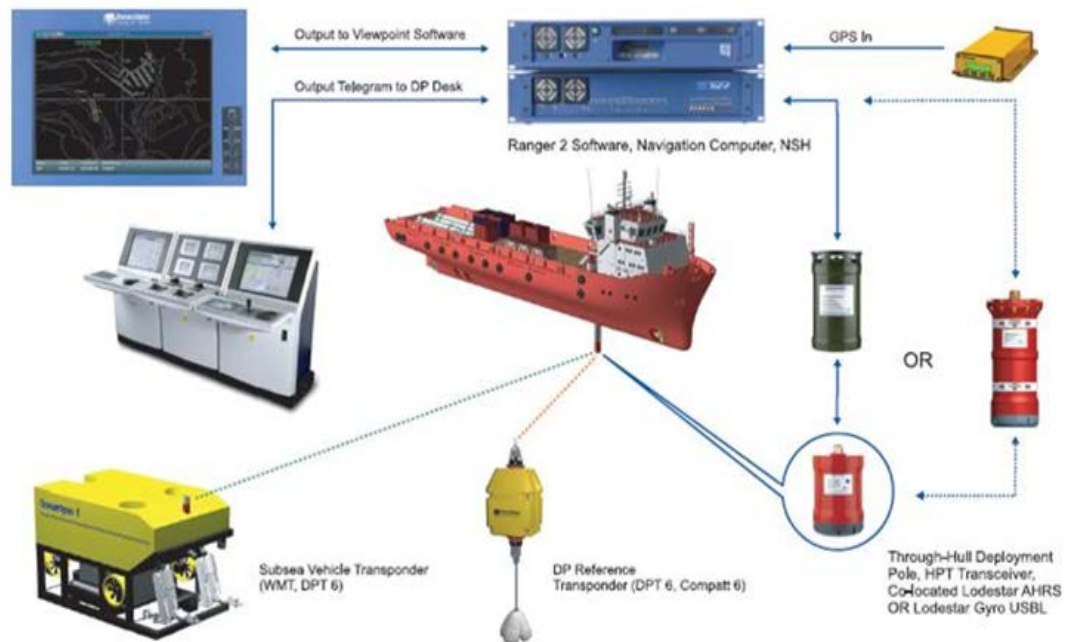 Output to Viewpoint Software
GPS In
Output Telegram to DP Desk
Ranger 2 Software, Navigation Computer, NSH
OR
Subsea Vehicle Transponder
(WMT, DPT 6)
DP Reference
Transponder (DPT 6, Compatt 6)
Through-Hull Deployment
Pole, HPT Transceiver,
Co-located Lodestar AHRS
OR Lodestar Gyro USBL